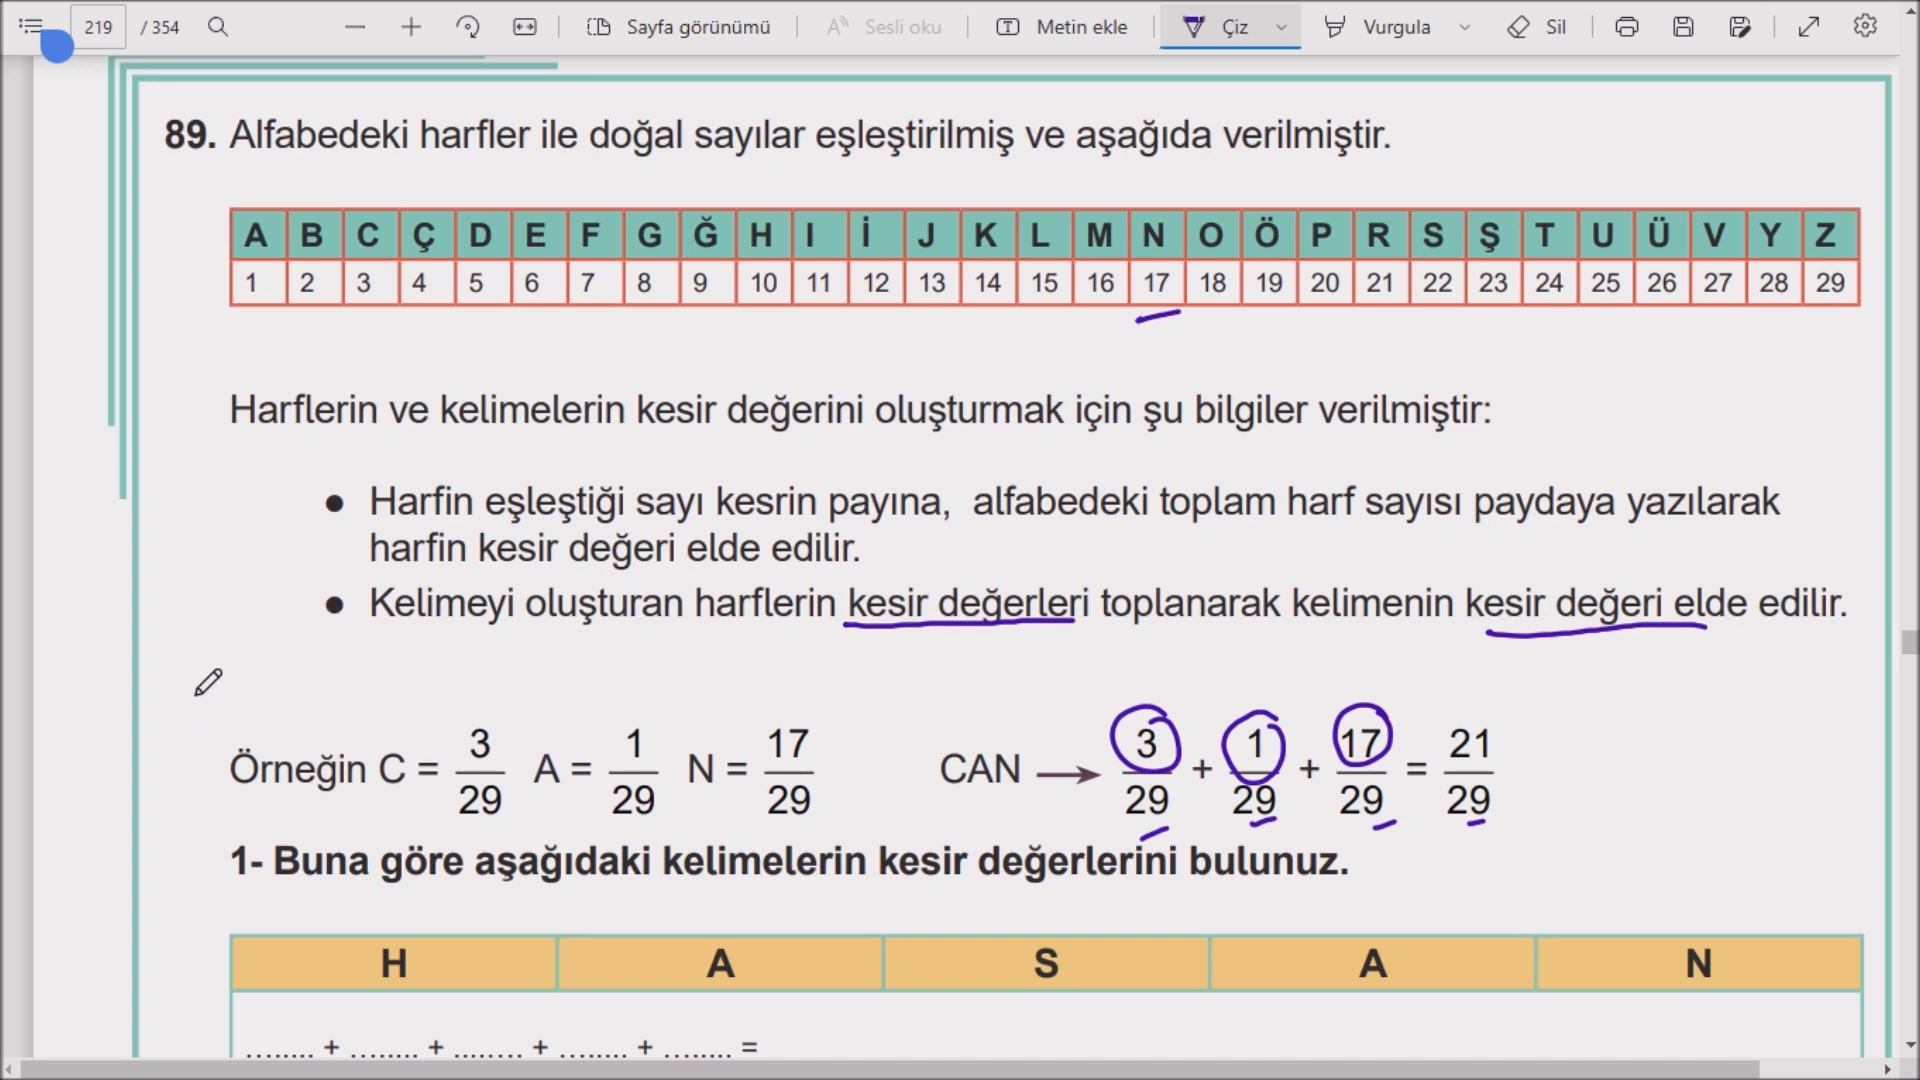 219 / 354 Sayfa görünümü Sesli oku Metin ekle Çiz Vurgula Sil
89. Alfabedeki harfler ile doğal sayılar eşleştirilmiş ve aşağıda verilmiştir.
A B C Ç D E F G Ğ H I İ J K L M N O Ö P R S Ş T U Ü V Y Z
1 2 3 4 5 6 7 8 9 10 11 12 13 14 15 16 17 18 19 20 21 22 23 24 25 26 27 28 29
Harflerin ve kelimelerin kesir değerini oluşturmak için şu bilgiler verilmiştir:
● Harfin eşleştiği sayı kesrin payına, alfabedeki toplam harf sayısı paydaya yazılarak
harfin kesir değeri elde edilir.
● Kelimeyi oluşturan harflerin kesir değerleri toplanarak kelimenin kesir değeri elde edilir.
Örneğin C = 3/29 A = 1/29 N = 17/29 CAN → 3/29 + 1/29 + 17/29 = 21/29
1- Buna göre aşağıdaki kelimelerin kesir değerlerini bulunuz.
H A S A N
........ + ........ + ........ + ........ + ........ =